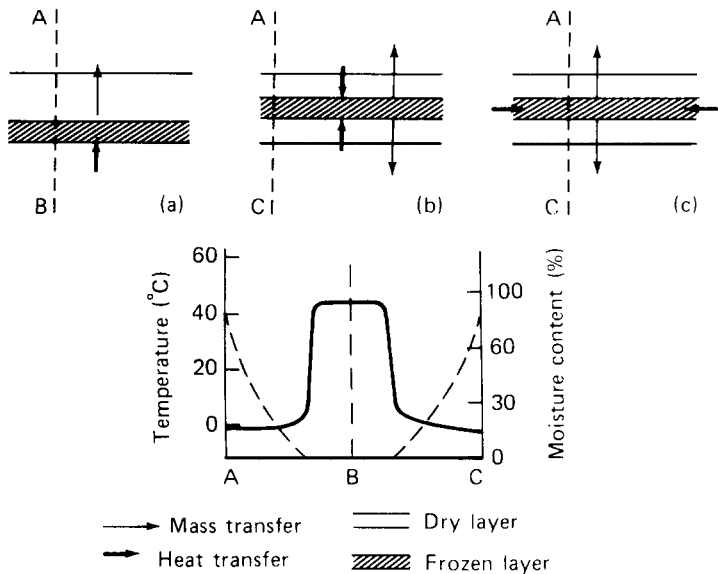 A A A
B (a) C (b) C (c)
Temperature (°C)
60
40
20
0
Moisture content (%)
100
60
30
0
A B C
Mass transfer
Dry layer
Heat transfer
Frozen layer